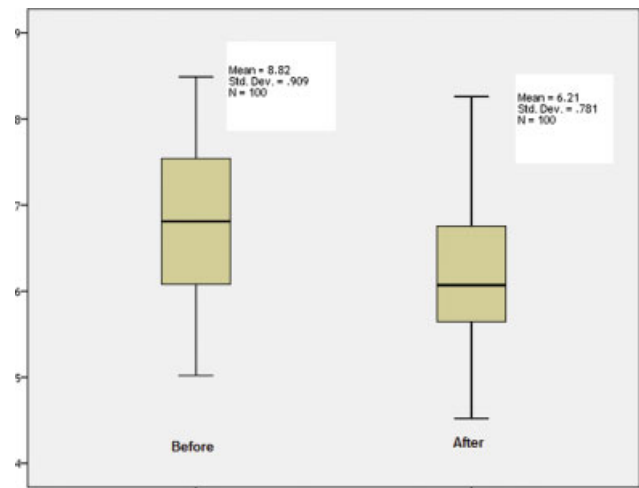 9
8
7
6
5
4
Mean = 8.82
Std. Dev. = .909
N = 100
Mean = 6.21
Std. Dev. = .781
N = 100
Before
After